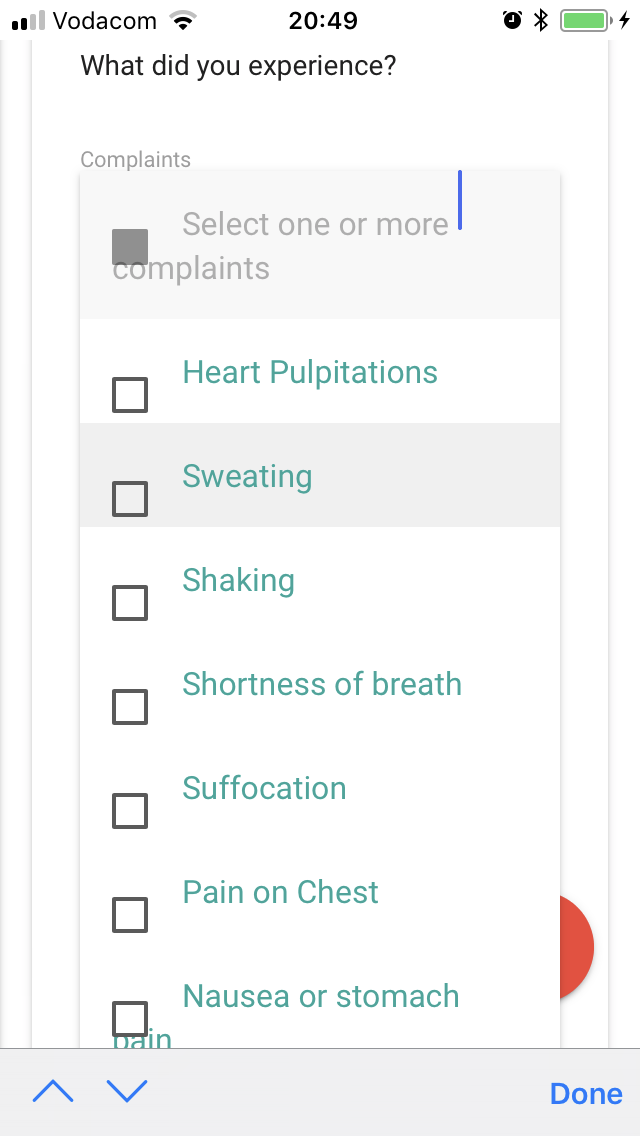 Vodacom 20:49
What did you experience?
Complaints
Select one or more
complaints
Heart Pulpitations
Sweating
Shaking
Shortness of breath
Suffocation
Pain on Chest
Nausea or stomach
pain
Done